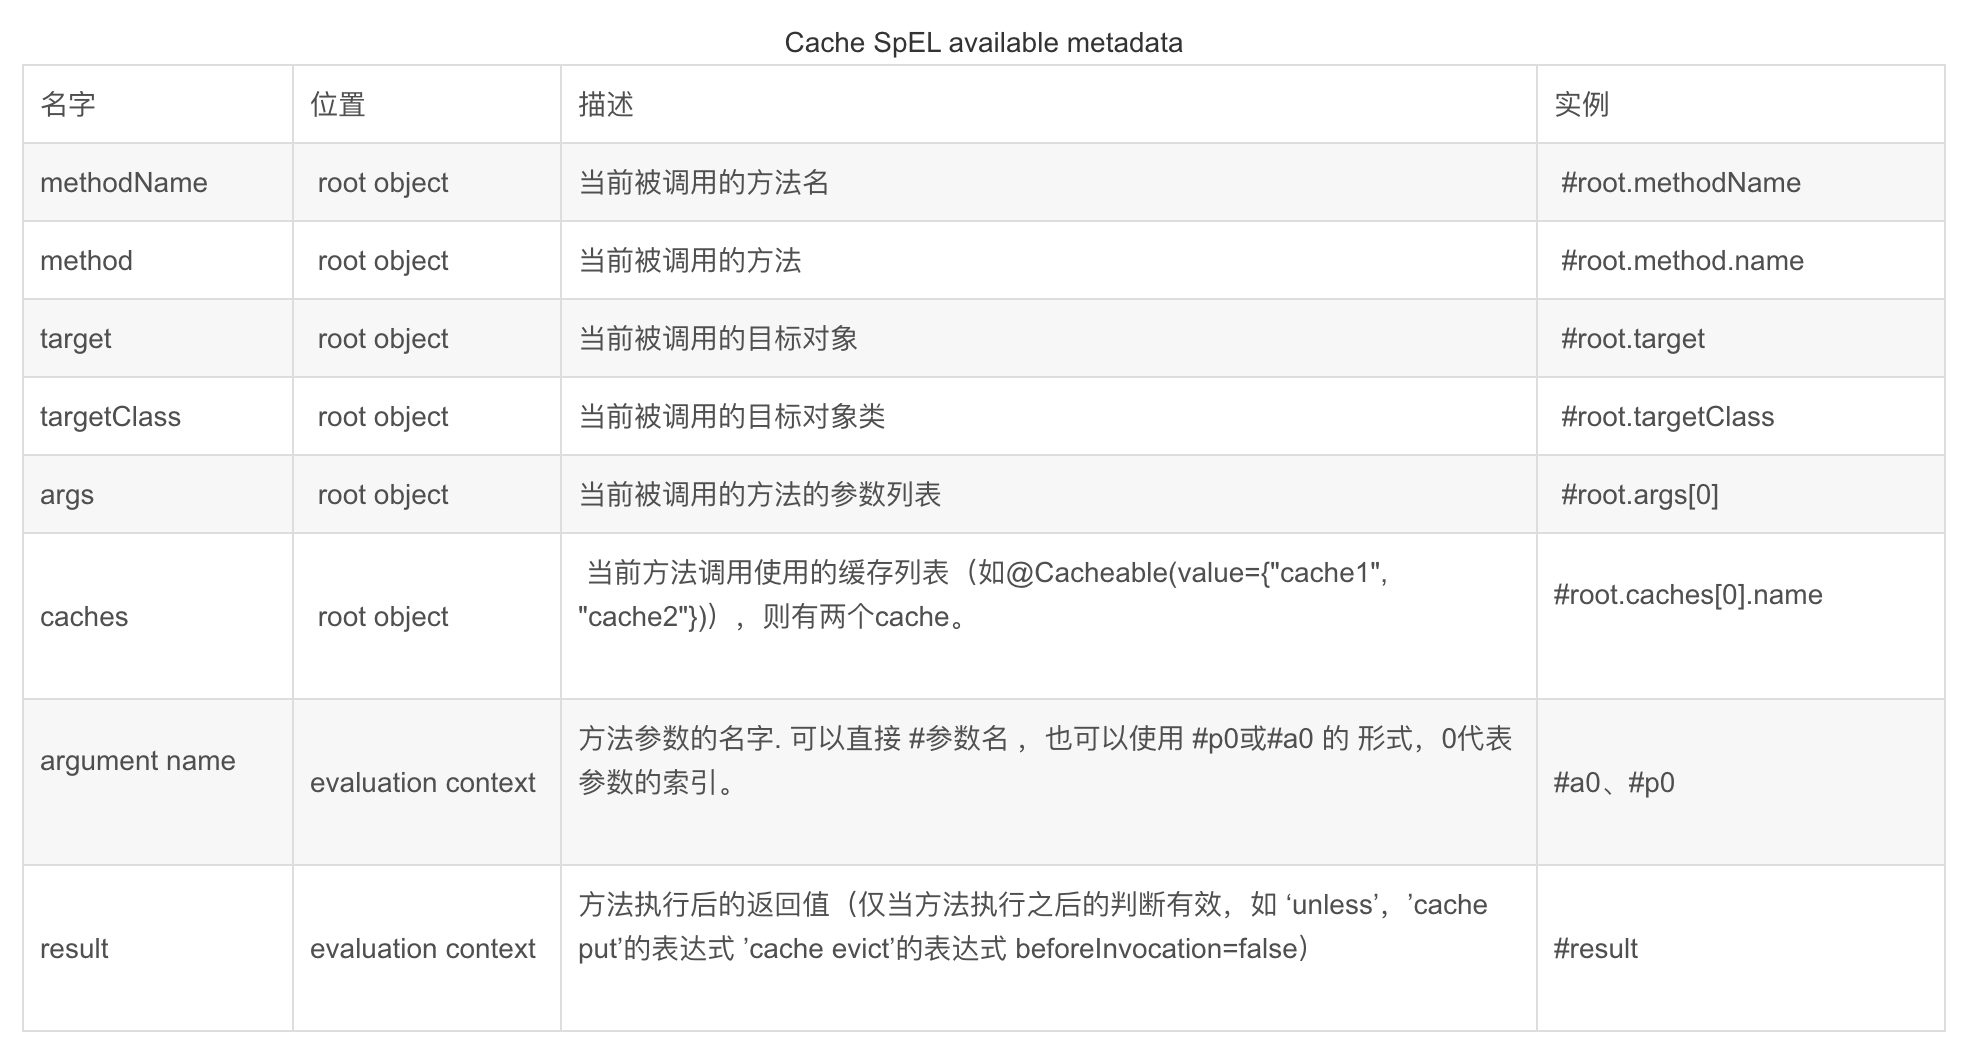 Cache SpEL available metadata
名字 位置 描述 实例
methodName root object 当前被调用的方法名 #root.methodName
method root object 当前被调用的方法 #root.method.name
target root object 当前被调用的目标对象 #root.target
targetClass root object 当前被调用的目标对象类 #root.targetClass
args root object 当前被调用的方法的参数列表 #root.args[0]
caches root object 当前方法调用使用的缓存列表（如@Cacheable(value={"cache1",
"cache2"})），则有两个cache。 #root.caches[0].name
argument name evaluation context 方法参数的名字. 可以直接 #参数名 ，也可以使用 #p0或#a0 的 形式，0代表
参数的索引。 #a0、#p0
result evaluation context 方法执行后的返回值（仅当方法执行之后的判断有效，如 ‘unless’，’cache
put’的表达式 ’cache evict’的表达式 beforeInvocation=false） #result